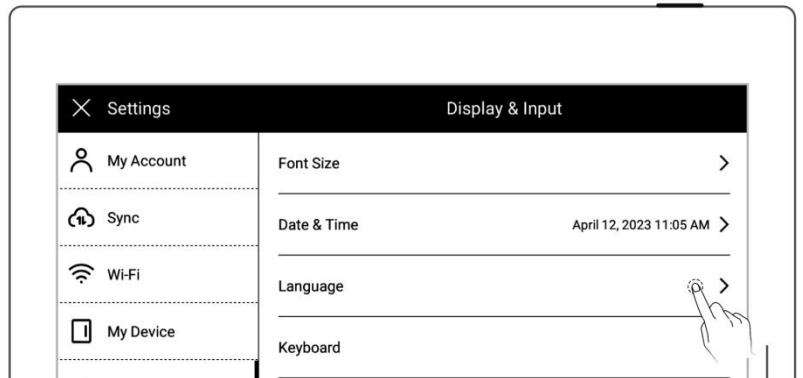 Settings
Display & Input
My Account
Font Size
Sync
Date & Time April 12, 2023 11:05 AM
Wi-Fi
Language
My Device
Keyboard